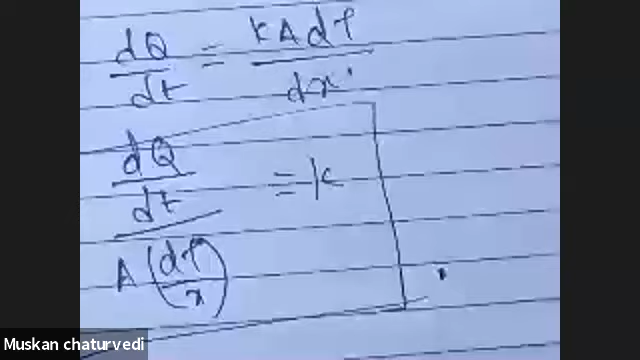 dQ/dt = KAdT/dx
(dQ/dt)/(A(dT/x)) = K
Muskan chaturvedi